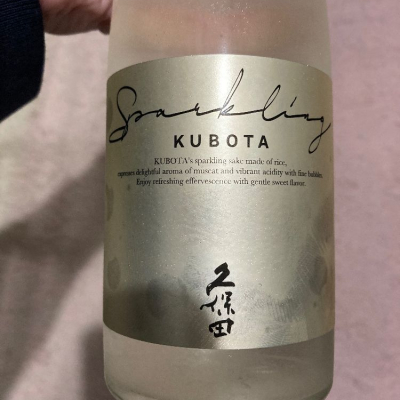 Sparkling
KUBOTA
KUBOTA's sparkling sake made of rice,
expresses delightful aroma of muscat and vibrant acidity with fine bubbles.
Enjoy refreshing effervescence with gentle sweet flavor.
久保田